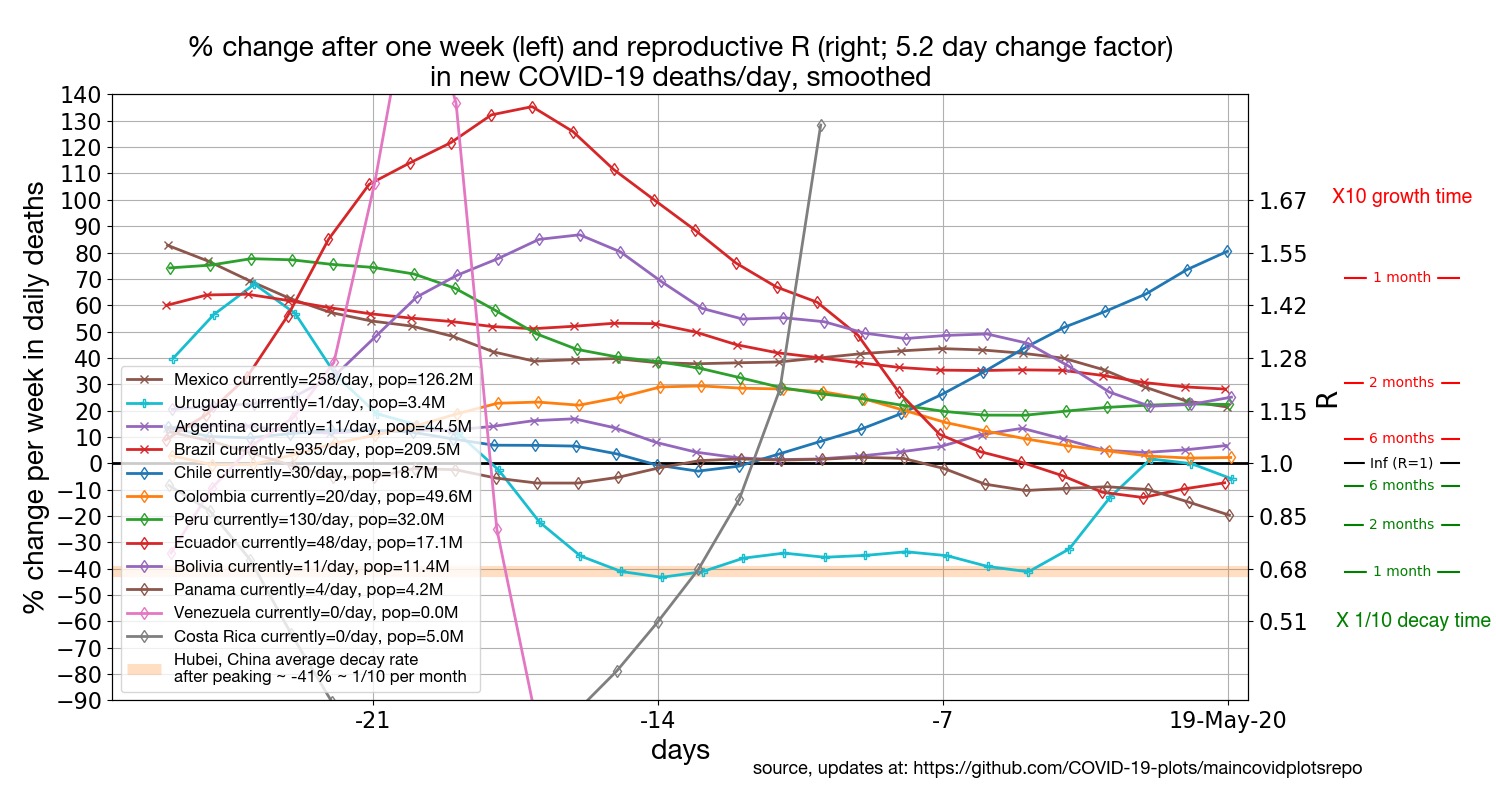 % change after one week (left) and reproductive R (right; 5.2 day change factor)
in new COVID-19 deaths/day, smoothed
% change per week in daily deaths
140
130
120
110
100
90
80
70
60
50
40
30
20
10
0
−10
−20
−30
−40
−50
−60
−70
−80
−90
Mexico currently=258/day, pop=126.2M
Uruguay currently=1/day, pop=3.4M
Argentina currently=11/day, pop=44.5M
Brazil currently=935/day, pop=209.5M
Chile currently=30/day, pop=18.7M
Colombia currently=20/day, pop=49.6M
Peru currently=130/day, pop=32.0M
Ecuador currently=48/day, pop=17.1M
Bolivia currently=11/day, pop=11.4M
Panama currently=4/day, pop=4.2M
Venezuela currently=0/day, pop=0.0M
Costa Rica currently=0/day, pop=5.0M
Hubei, China average decay rate
after peaking ~ -41% ~ 1/10 per month
1.67
1.55
1.42
1.28
1.15
1.0
0.85
0.68
0.51
R
X10 growth time
1 month
2 months
6 months
Inf (R=1)
6 months
2 months
1 month
X 1/10 decay time
-21
-14
-7
19-May-20
days
source, updates at: https://github.com/COVID-19-plots/maincovidplotsrepo